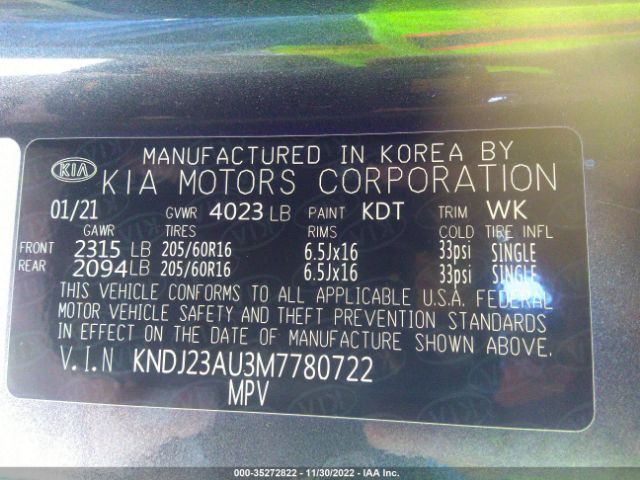 KIA MANUFACTURED IN KOREA BY
KIA MOTORS CORPORATION
01/21 GVWR 4023 LB PAINT KDT TRIM WK
GAWR TIRES RIMS COLD TIRE INFL
FRONT 2315 LB 205/60R16 6.5Jx16 33psi SINGLE
REAR 2094 LB 205/60R16 6.5Jx16 33psi SINGLE
THIS VEHICLE CONFORMS TO ALL APPLICABLE U.S.A. FEDERAL
MOTOR VEHICLE SAFETY AND THEFT PREVENTION STANDARDS
IN EFFECT ON THE DATE OF MANUFACTURE SHOWN ABOVE.
V.I.N KNDJ23AU3M7780722
MPV
000-35272822 - 11/30/2022 - IAA Inc.